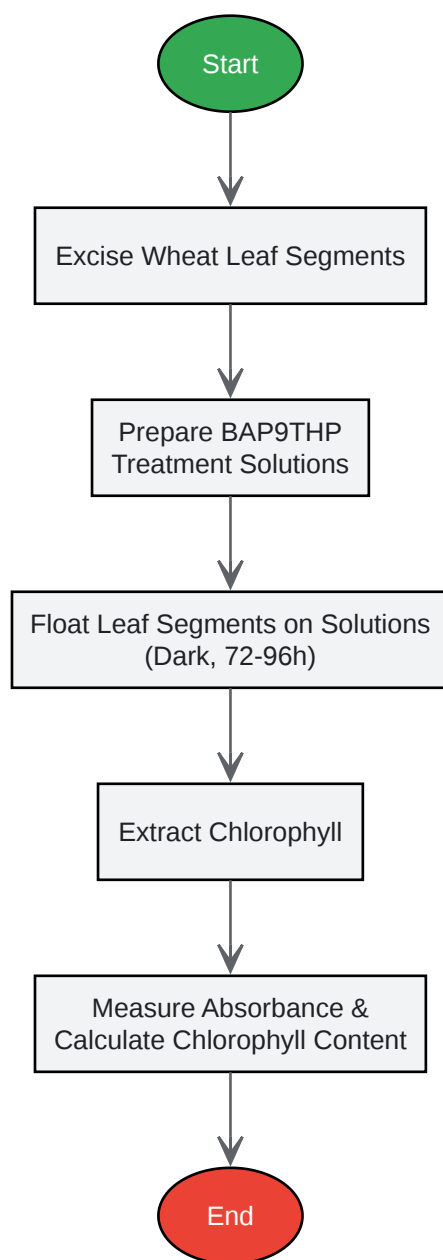 Start
Excise Wheat Leaf Segments
Prepare BAP9THP
Treatment Solutions
Float Leaf Segments on Solutions
(Dark, 72-96h)
Extract Chlorophyll
Measure Absorbance &
Calculate Chlorophyll Content
End